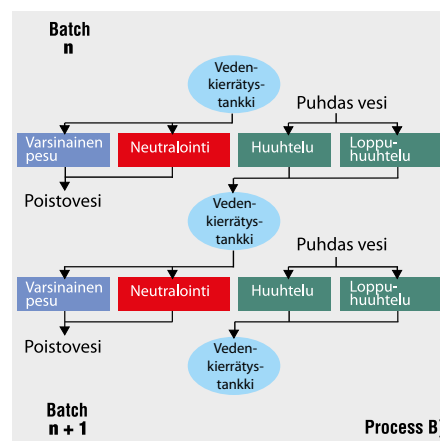 Batch
n
Veden-
kierrätys-
tankki
Puhdas vesi
Varsinainen
pesu
Neutralointi
Huuhtelu
Loppu-
huuhtelu
Poistovesi
Veden-
kierrätys-
tankki
Puhdas vesi
Varsinainen
pesu
Neutralointi
Huuhtelu
Loppu-
huuhtelu
Poistovesi
Veden-
kierrätys-
tankki
Batch
n + 1
Process B)